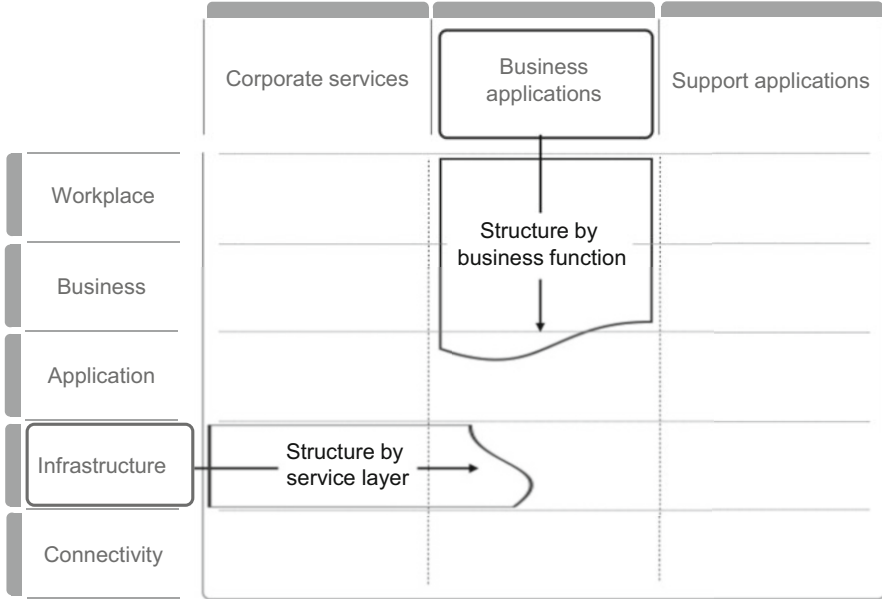 Corporate services
Business
applications
Support applications
Workplace
Structure by
business function
Business
Application
Infrastructure
Structure by
service layer
Connectivity